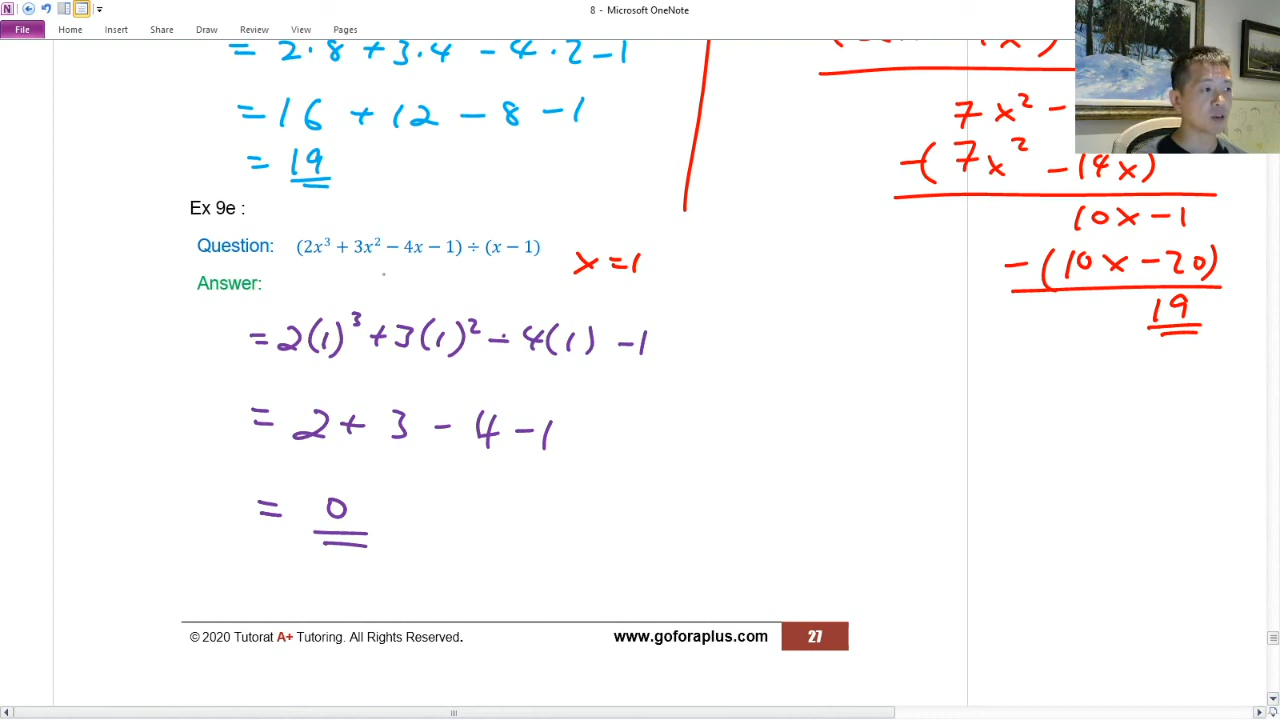 8 - Microsoft OneNote
File Home Insert Share Draw Review View Pages
= 2·8 + 3·4 - 4·2 - 1
= 16 + 12 - 8 - 1
= 19
7x² -
-(7x² - 14x)
10x - 1
-(10x - 20)
19
Ex 9e :
Question: (2x³ + 3x² − 4x − 1) ÷ (x − 1)
x = 1
Answer:
= 2(1)³ + 3(1)² - 4(1) - 1
= 2 + 3 - 4 - 1
= 0
© 2020 Tutorat A+ Tutoring. All Rights Reserved.
www.goforaplus.com 27